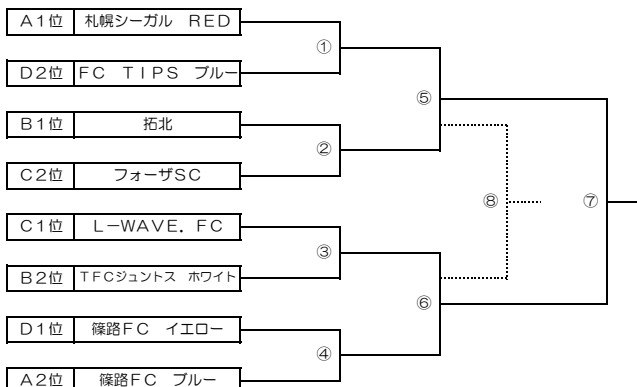 A1位 札幌シーガル RED
①
D2位 FC TIPS ブルー
⑤
B1位 拓北
②
C2位 フォーザSC
⑧ ⑦
C1位 L－WAVE．FC
③
B2位 TFCジュントス ホワイト
⑥
D1位 篠路FC イエロー
④
A2位 篠路FC ブルー